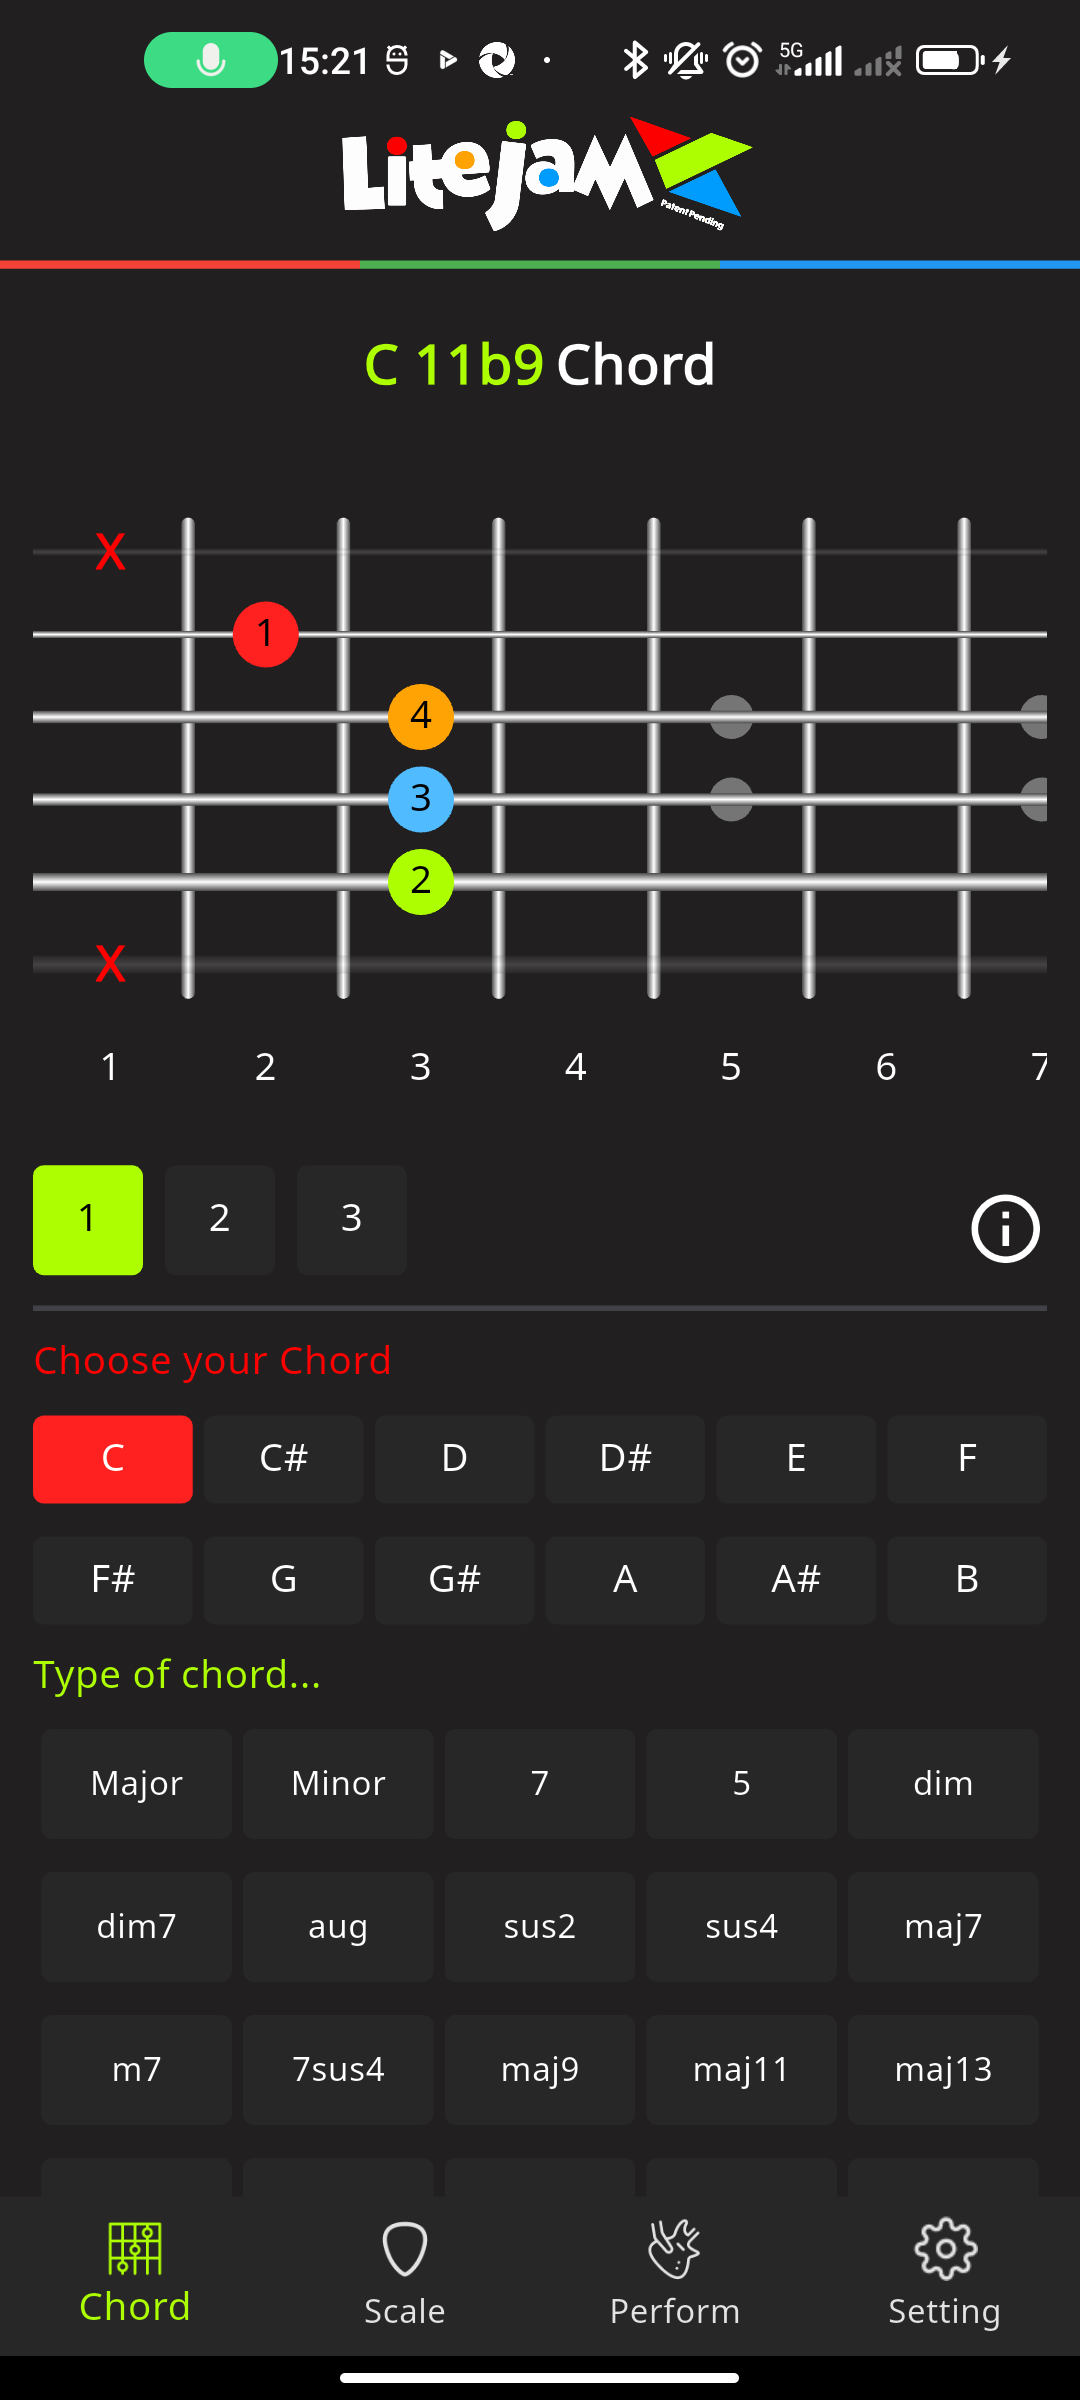 15:21 5G
Litejam
Patent Pending
C 11b9 Chord
X
1
4
3
2
X
1 2 3 4 5 6 7
1 2 3
Choose your Chord
C C# D D# E F
F# G G# A A# B
Type of chord...
Major Minor 7 5 dim
dim7 aug sus2 sus4 maj7
m7 7sus4 maj9 maj11 maj13
Chord Scale Perform Setting